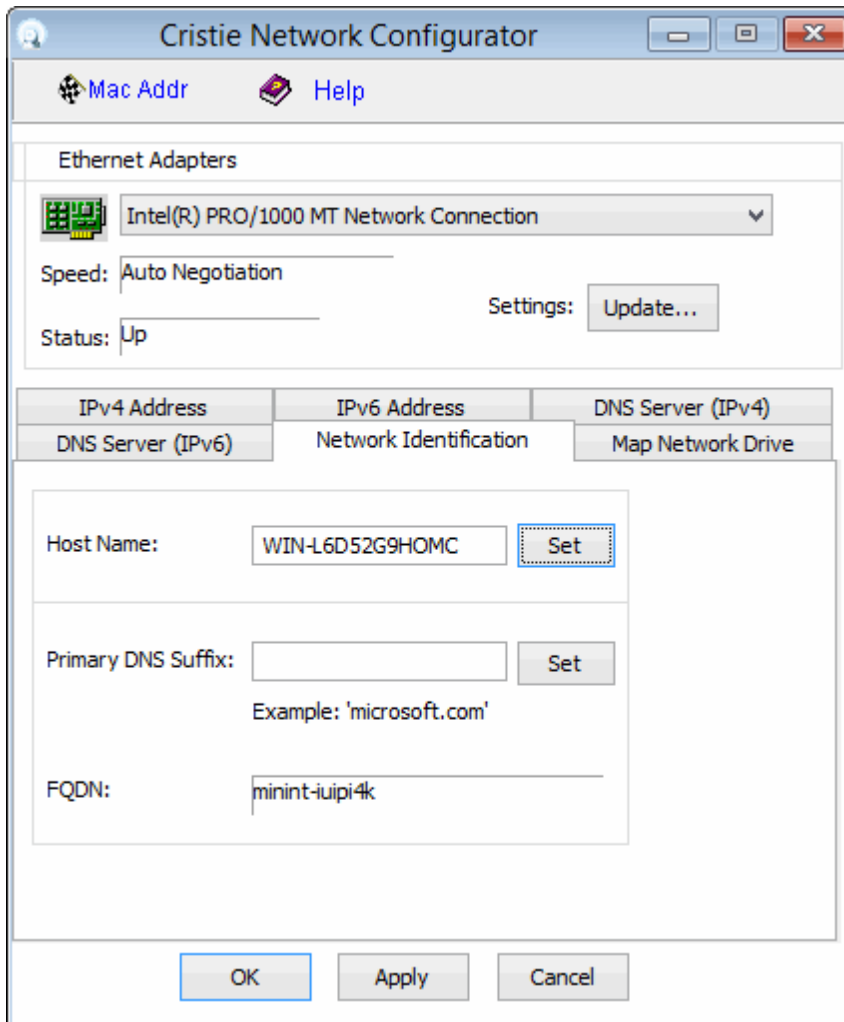 Cristie Network Configurator
Mac Addr Help
Ethernet Adapters
Intel(R) PRO/1000 MT Network Connection
Speed: Auto Negotiation
Settings: Update...
Status: Up
IPv4 Address IPv6 Address DNS Server (IPv4)
DNS Server (IPv6) Network Identification Map Network Drive
Host Name: WIN-L6D52G9HOMC Set
Primary DNS Suffix: Set
Example: 'microsoft.com'
FQDN: minint-iuipi4k
OK Apply Cancel